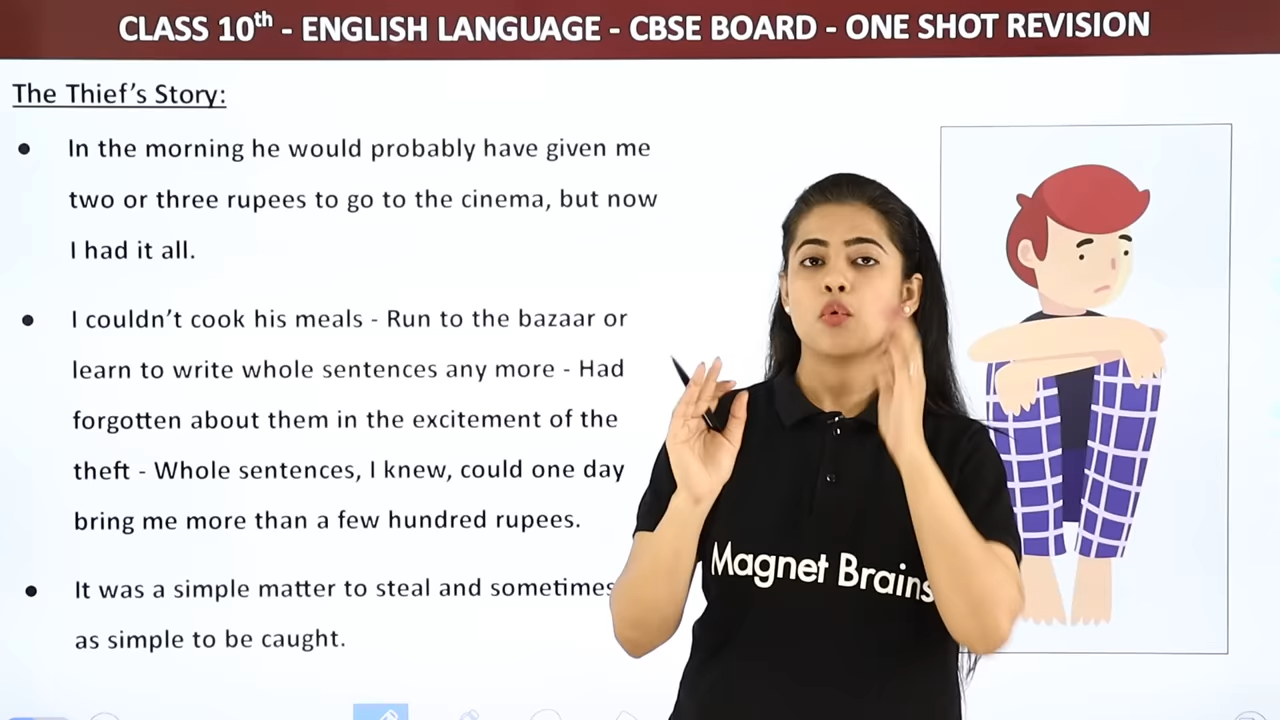 CLASS 10th - ENGLISH LANGUAGE - CBSE BOARD - ONE SHOT REVISION
The Thief’s Story:
● In the morning he would probably have given me
two or three rupees to go to the cinema, but now
I had it all.
● I couldn’t cook his meals - Run to the bazaar or
learn to write whole sentences any more - Had
forgotten about them in the excitement of the
theft - Whole sentences, I knew, could one day
bring me more than a few hundred rupees.
● It was a simple matter to steal and sometimes
as simple to be caught.
Magnet Brains